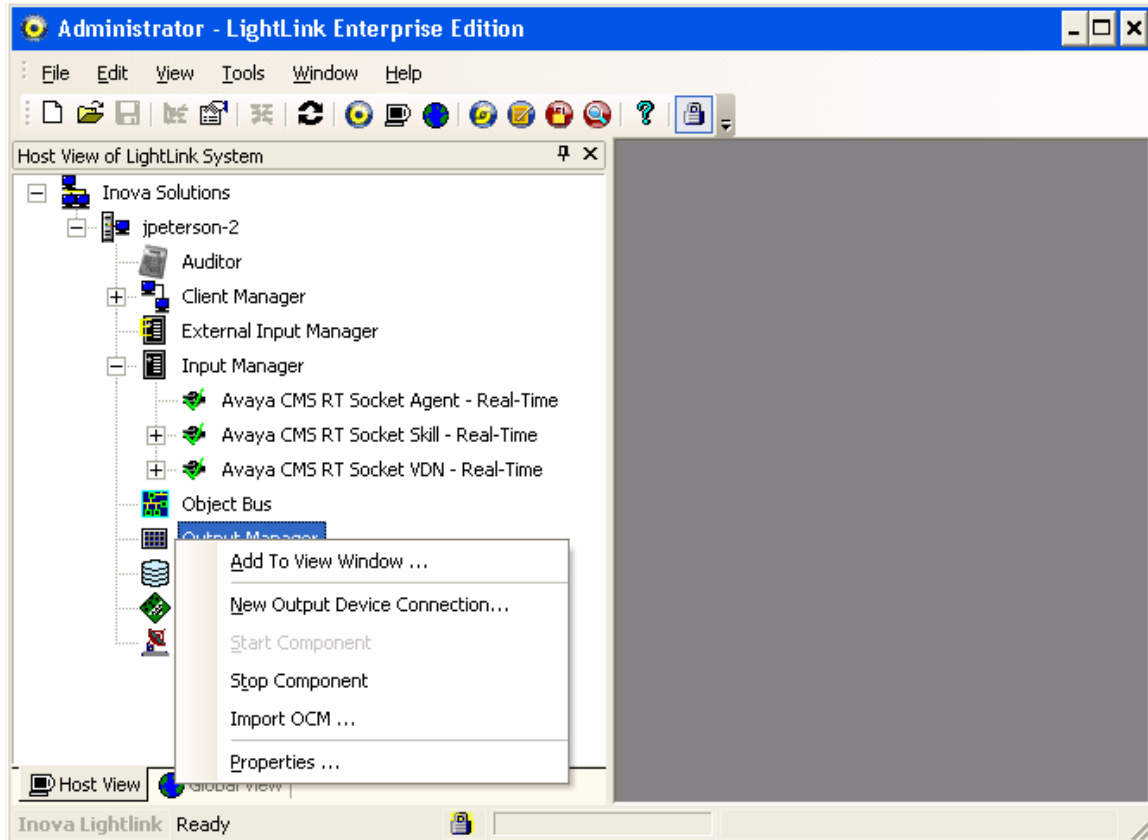 Administrator - LightLink Enterprise Edition
File Edit View Tools Window Help
Host View of LightLink System
Inova Solutions
jpeterson-2
Auditor
Client Manager
External Input Manager
Input Manager
Avaya CMS RT Socket Agent - Real-Time
Avaya CMS RT Socket Skill - Real-Time
Avaya CMS RT Socket VDN - Real-Time
Object Bus
Output Manager
Add To View Window ...
New Output Device Connection...
Start Component
Stop Component
Import OCM ...
Properties ...
Host View Global View
Inova Lightlink Ready